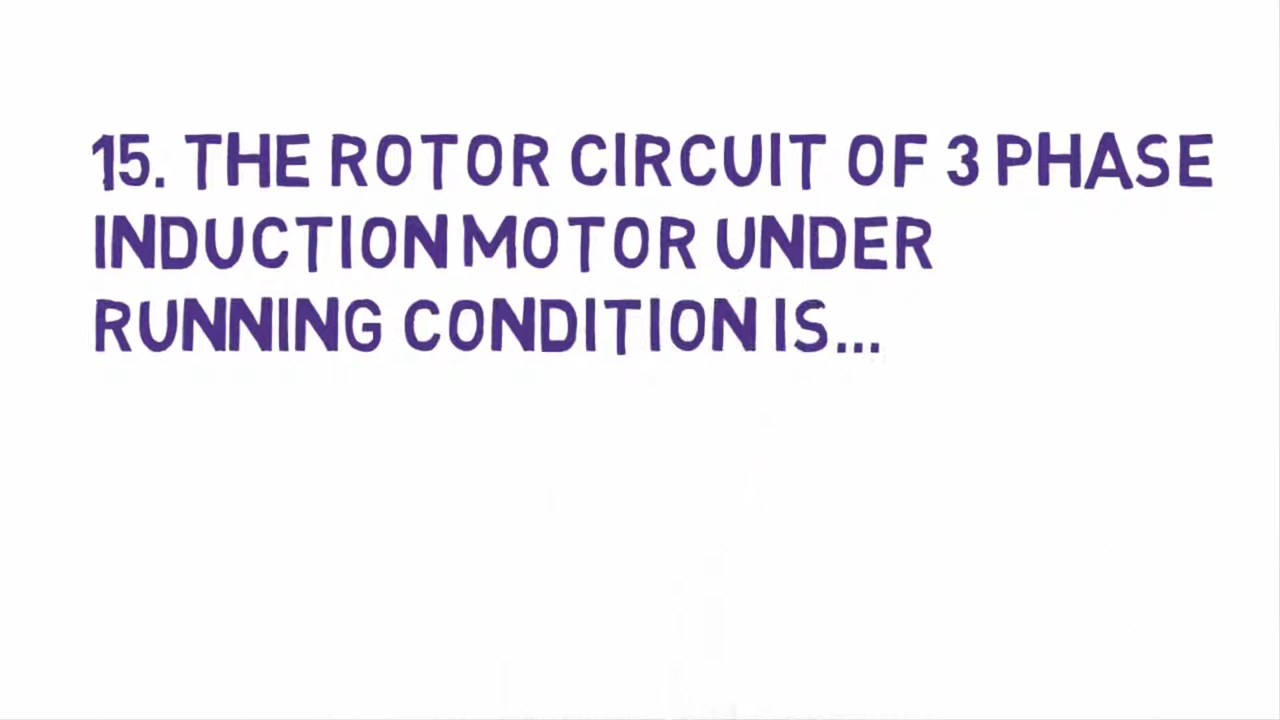 15. THE ROTOR CIRCUIT OF 3 PHASE
INDUCTION MOTOR UNDER
RUNNING CONDITION IS...